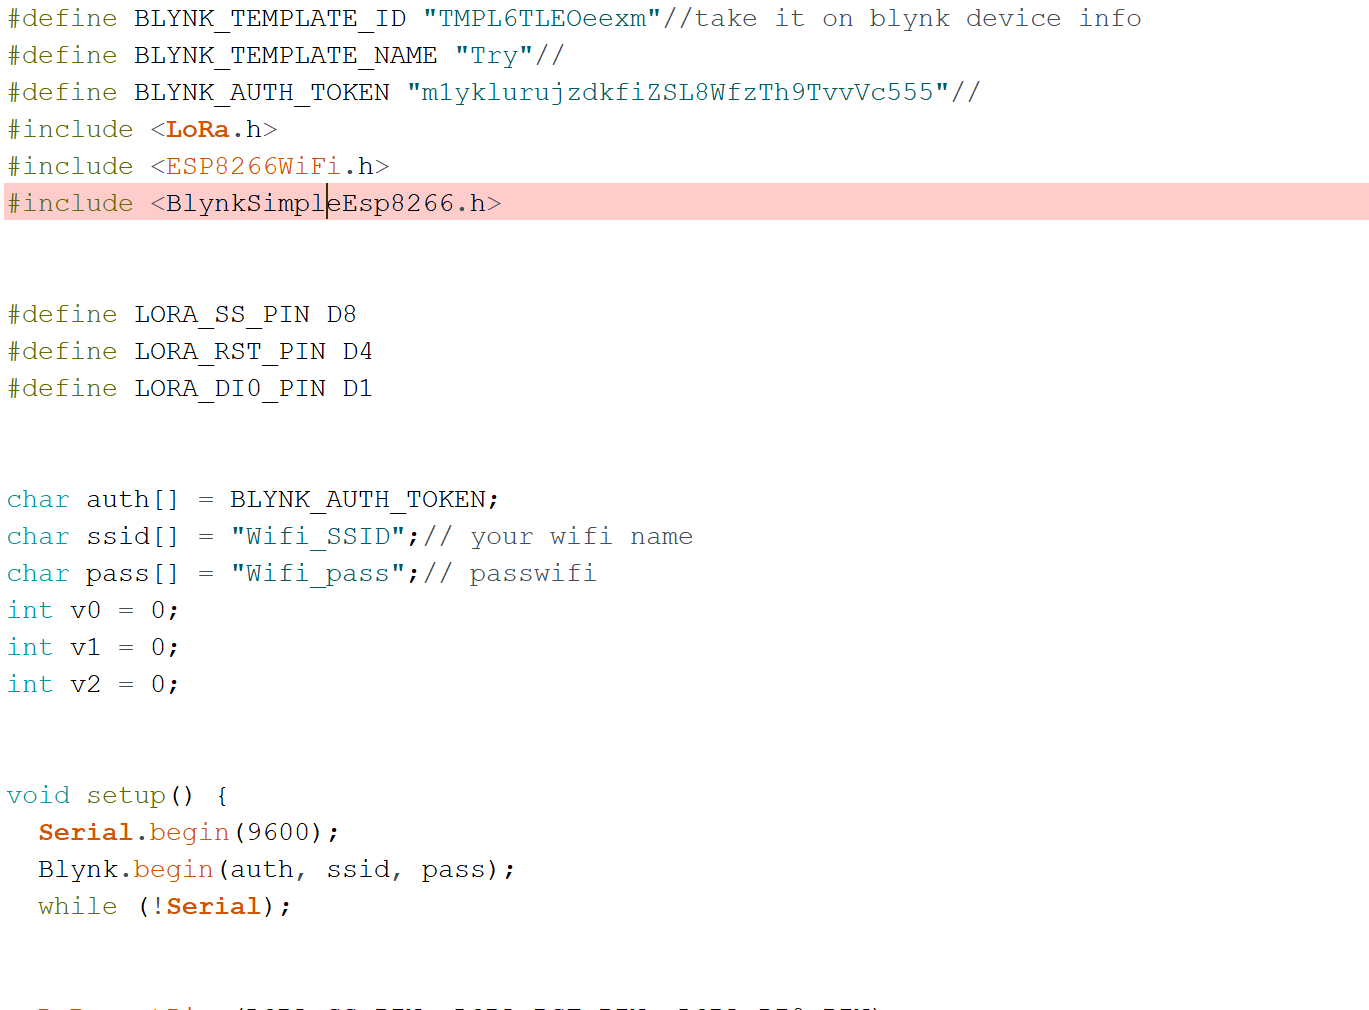 #define BLYNK_TEMPLATE_ID "TMPL6TLEOeexm"//take it on blynk device info
#define BLYNK_TEMPLATE_NAME "Try"//
#define BLYNK_AUTH_TOKEN "m1yklurujzdkfiZSL8WfzTh9TvvVc555"//
#include <LoRa.h>
#include <ESP8266WiFi.h>
#include <BlynkSimpleEsp8266.h>
#define LORA_SS_PIN D8
#define LORA_RST_PIN D4
#define LORA_DI0_PIN D1
char auth[] = BLYNK_AUTH_TOKEN;
char ssid[] = "Wifi_SSID";// your wifi name
char pass[] = "Wifi_pass";// passwifi
int v0 = 0;
int v1 = 0;
int v2 = 0;
void setup() {
Serial.begin(9600);
Blynk.begin(auth, ssid, pass);
while (!Serial);